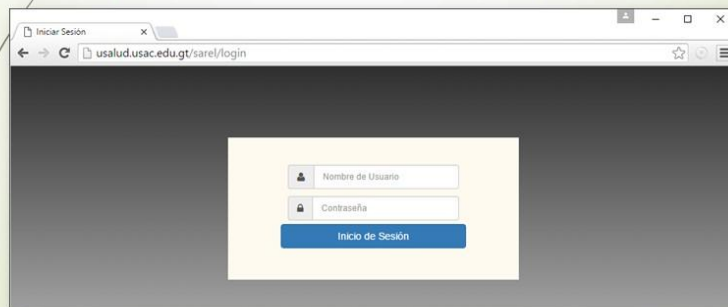 Iniciar Sesión
usalud.usac.edu.gt/sarel/login
Nombre de Usuario
Contraseña
Inicio de Sesión